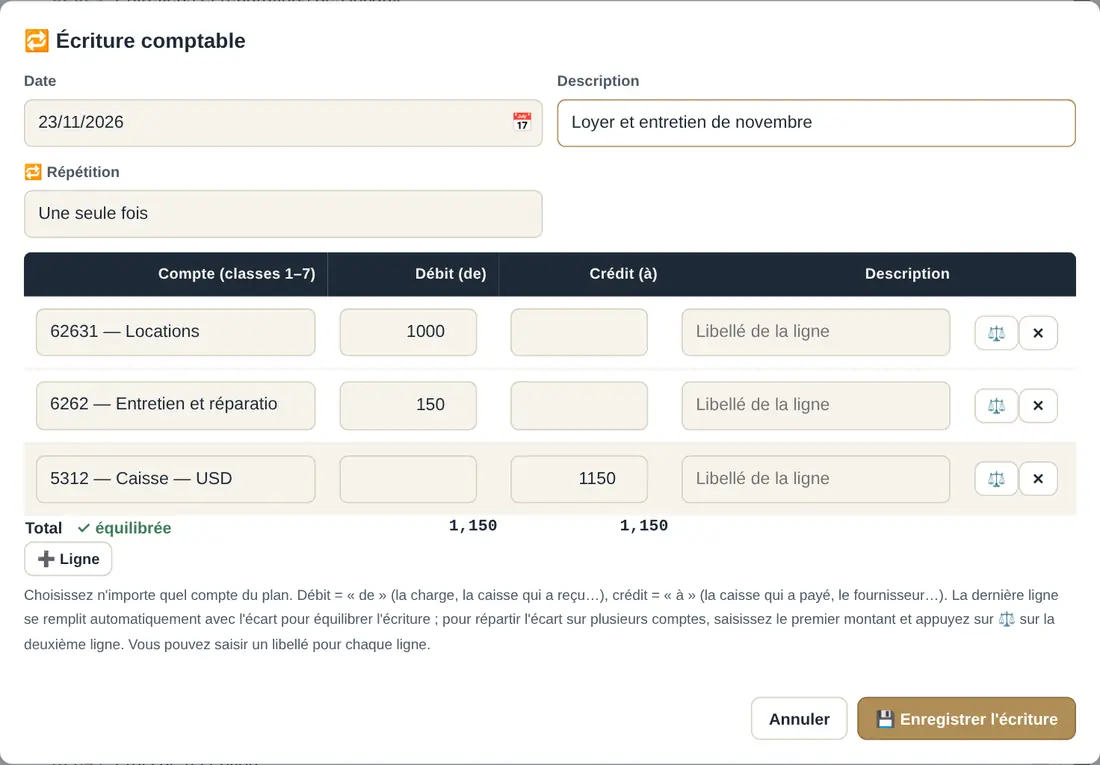 Écriture comptable
Date
Description
23/11/2026
Loyer et entretien de novembre
Répétition
Une seule fois
Compte (classes 1–7) Débit (de) Crédit (à) Description
62631 — Locations 1000 Libellé de la ligne
6262 — Entretien et réparatio 150 Libellé de la ligne
5312 — Caisse — USD 1150 Libellé de la ligne
Total ✓ équilibrée 1,150 1,150
➕ Ligne
Choisissez n'importe quel compte du plan. Débit = « de » (la charge, la caisse qui a reçu…), crédit = « à » (la caisse qui a payé, le fournisseur…). La dernière ligne
se remplit automatiquement avec l'écart pour équilibrer l'écriture ; pour répartir l'écart sur plusieurs comptes, saisissez le premier montant et appuyez sur ⚖️ sur la
deuxième ligne. Vous pouvez saisir un libellé pour chaque ligne.
Annuler
Enregistrer l'écriture